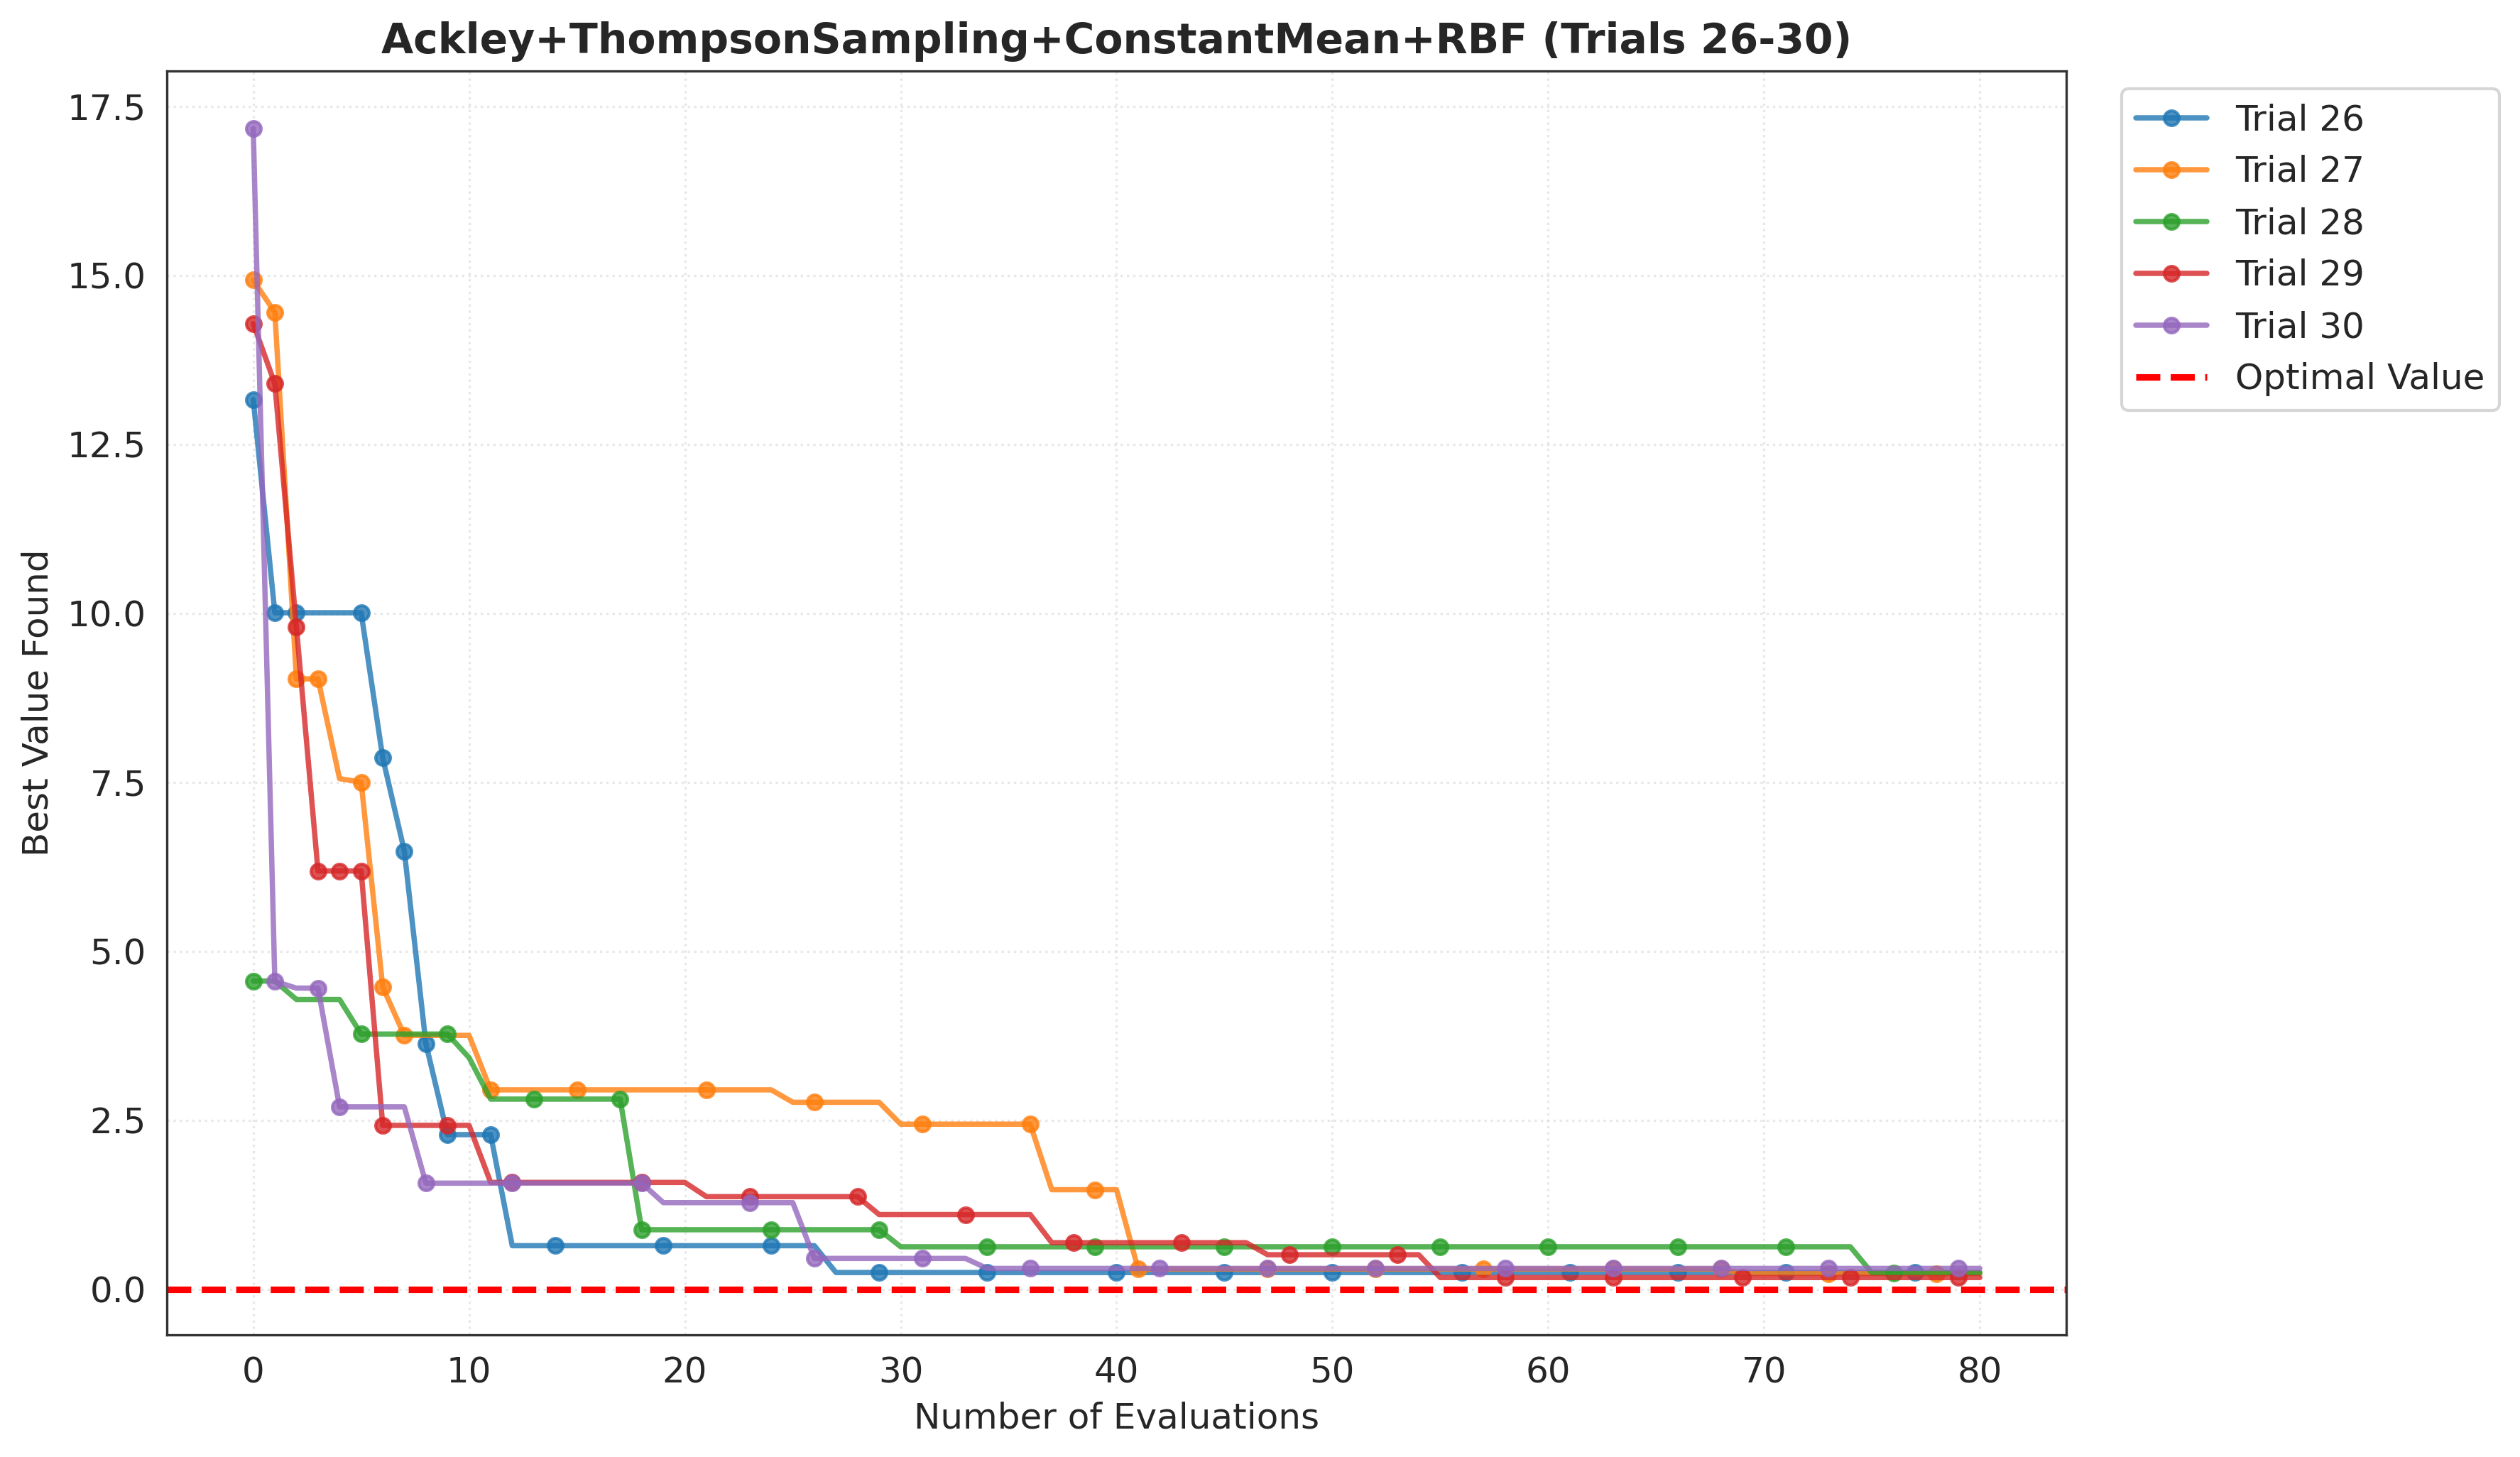 Ackley+ThompsonSampling+ConstantMean+RBF (Trials 26-30)
Best Value Found
17.5
15.0
12.5
10.0
7.5
5.0
2.5
0.0
0 10 20 30 40 50 60 70 80
Number of Evaluations
Trial 26
Trial 27
Trial 28
Trial 29
Trial 30
Optimal Value